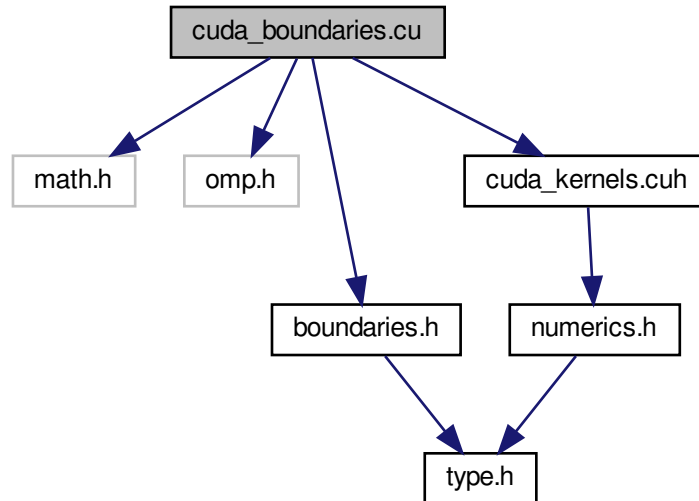 cuda_boundaries.cu
math.h
omp.h
cuda_kernels.cuh
boundaries.h
numerics.h
type.h